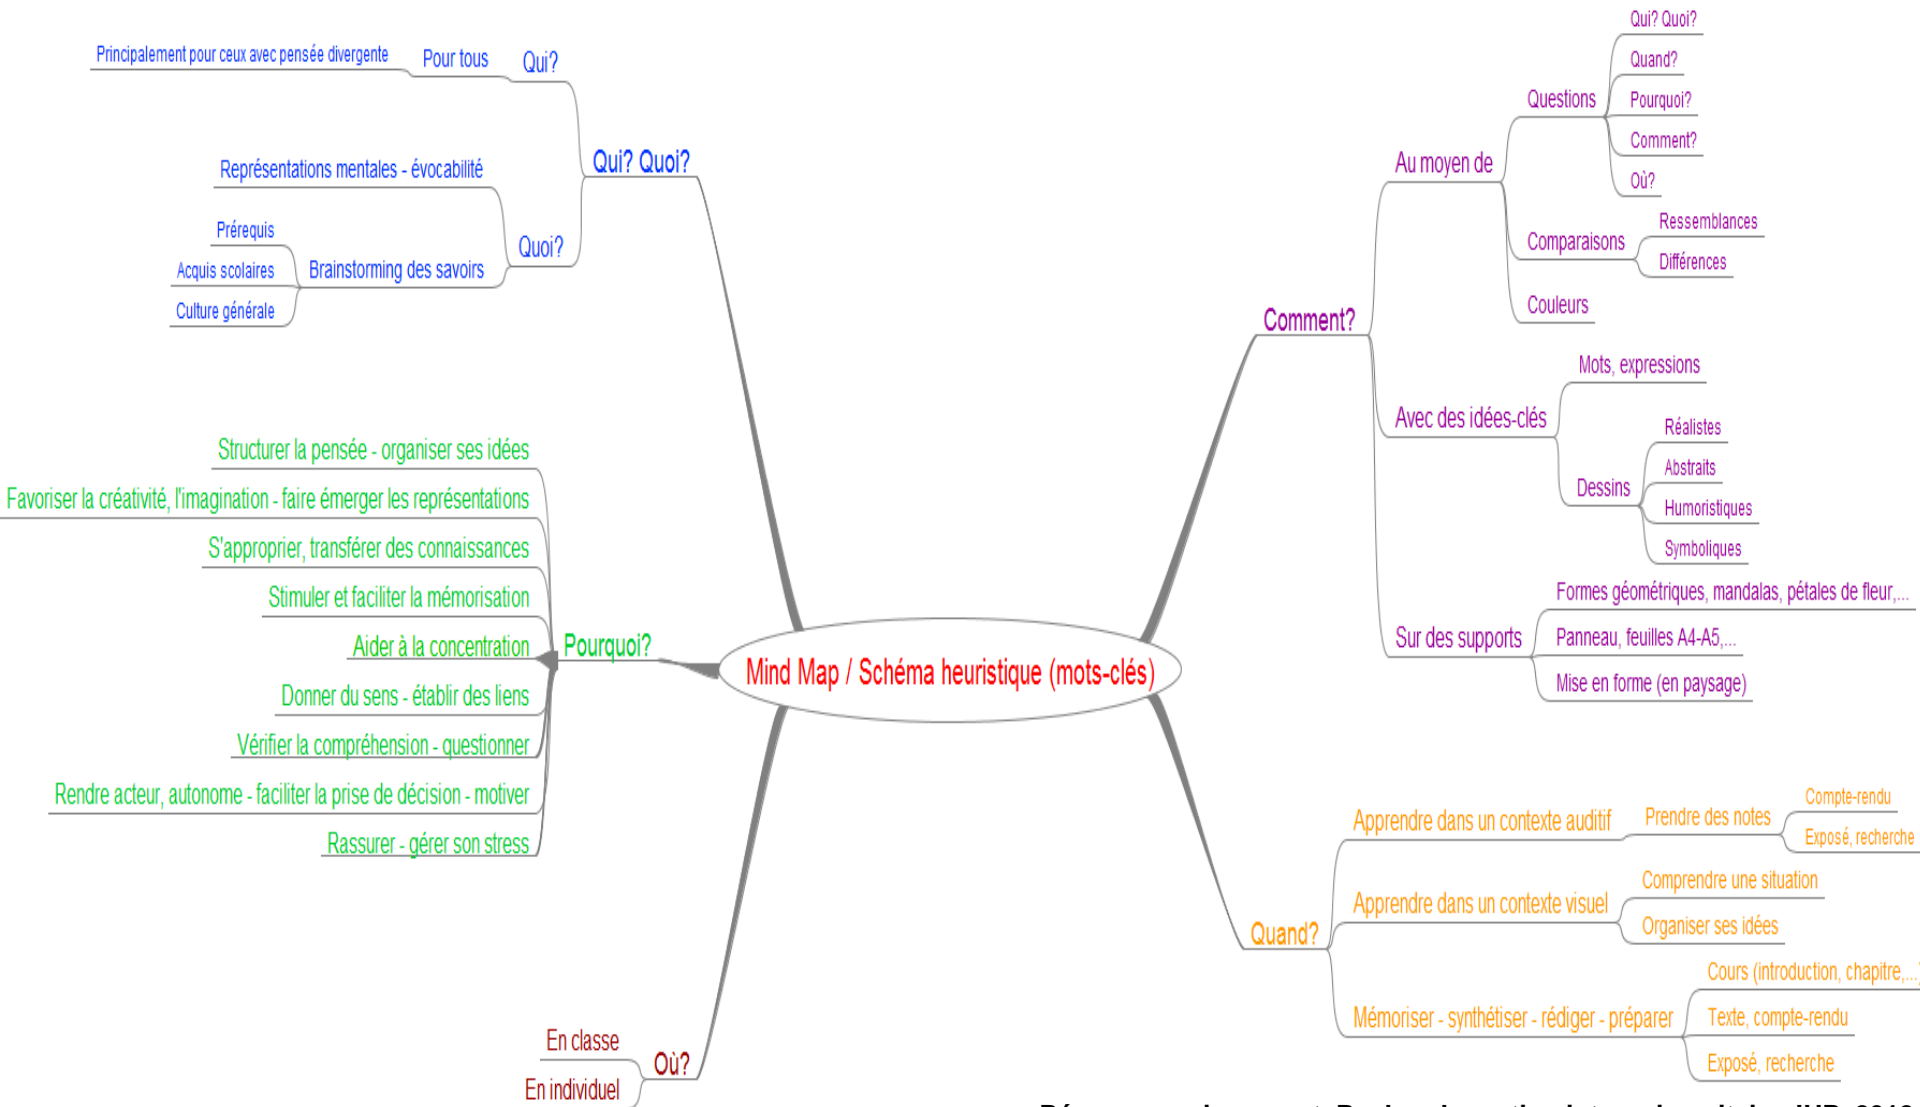 Mind Map / Schéma heuristique (mots-clés)
Qui? Quoi?
Qui?
Pour tous
Principalement pour ceux avec pensée divergente
Quoi?
Représentations mentales - évocabilité
Brainstorming des savoirs
Prérequis
Acquis scolaires
Culture générale
Pourquoi?
Structurer la pensée - organiser ses idées
Favoriser la créativité, l'imagination - faire émerger les représentations
S'approprier, transférer des connaissances
Stimuler et faciliter la mémorisation
Aider à la concentration
Donner du sens - établir des liens
Vérifier la compréhension - questionner
Rendre acteur, autonome - faciliter la prise de décision - motiver
Rassurer - gérer son stress
Où?
En classe
En individuel
Comment?
Au moyen de
Questions
Qui? Quoi?
Quand?
Pourquoi?
Comment?
Où?
Comparaisons
Ressemblances
Différences
Couleurs
Avec des idées-clés
Mots, expressions
Dessins
Réalistes
Abstraits
Humoristiques
Symboliques
Sur des supports
Formes géométriques, mandalas, pétales de fleur,...
Panneau, feuilles A4-A5,...
Mise en forme (en paysage)
Quand?
Apprendre dans un contexte auditif
Prendre des notes
Compte-rendu
Exposé, recherche
Apprendre dans un contexte visuel
Comprendre une situation
Organiser ses idées
Mémoriser - synthétiser - rédiger - préparer
Cours (introduction, chapitre,...)
Texte, compte-rendu
Exposé, recherche